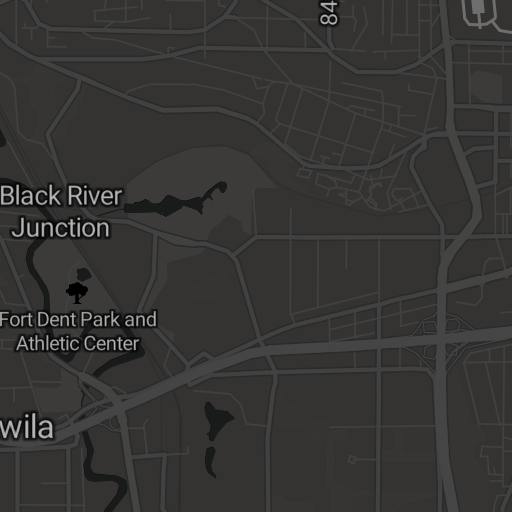 84
Black River
Junction
Fort Dent Park and
Athletic Center
wila